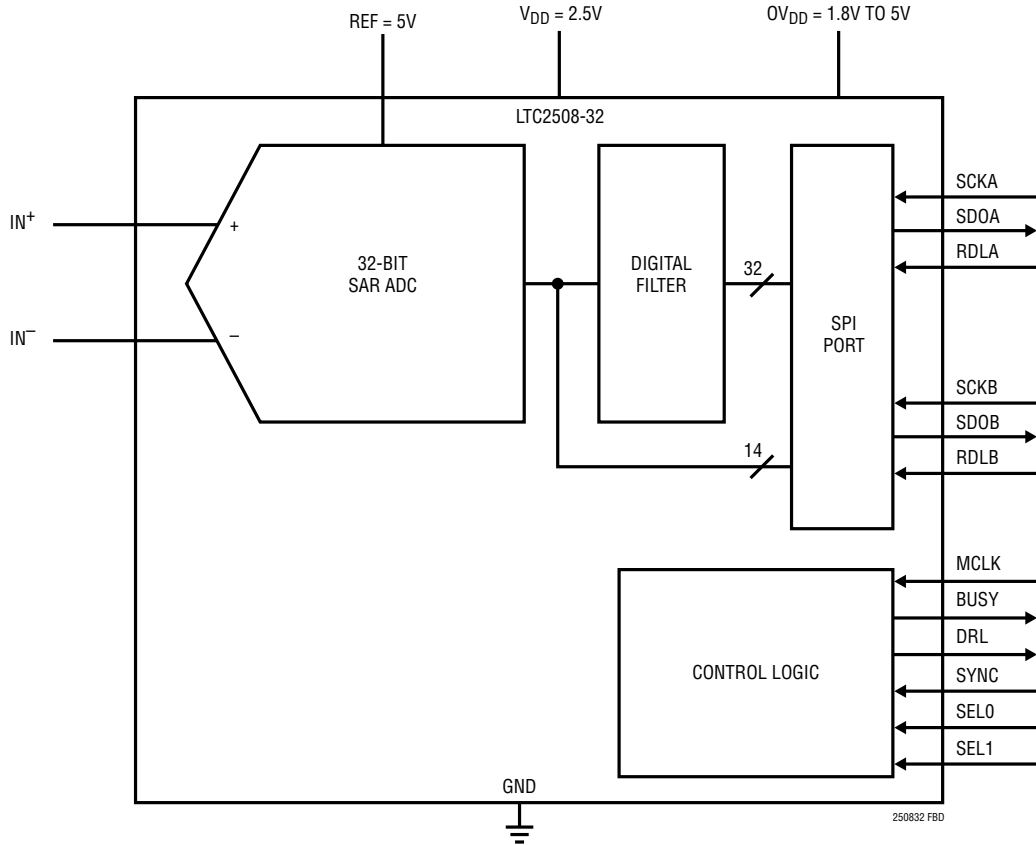 REF = 5V
VDD = 2.5V
OVDD = 1.8V TO 5V
LTC2508-32
IN+
+
32-BIT
SAR ADC
IN–
–
DIGITAL
FILTER
32
14
SPI
PORT
SCKA
SDOA
RDLA
SCKB
SDOB
RDLB
CONTROL LOGIC
MCLK
BUSY
DRL
SYNC
SEL0
SEL1
GND
250832 FBD